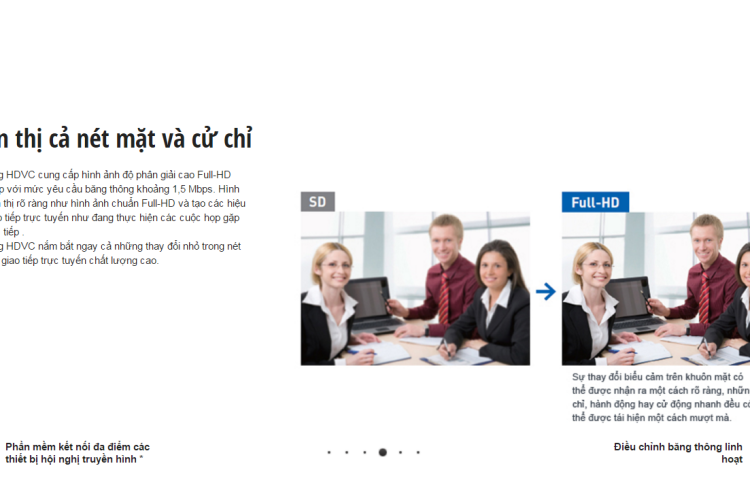 n thị cả nét mặt và cử chỉ
g HDVC cung cấp hình ảnh độ phân giải cao Full-HD
p với mức yêu cầu băng thông khoảng 1,5 Mbps. Hình
thị rõ ràng như hình ảnh chuẩn Full-HD và tạo các hiệu
o tiếp trực tuyến như đang thực hiện các cuộc họp gặp
tiếp .
g HDVC nắm bắt ngay cả những thay đổi nhỏ trong nét
giao tiếp trực tuyến chất lượng cao.
SD
Full-HD
Sự thay đổi biểu cảm trên khuôn mặt có
thể được nhận ra một cách rõ ràng, nhữn
chỉ, hành động hay cử động nhanh đều có
thể được tái hiện một cách mượt mà.
Phần mềm kết nối đa điểm các
thiết bị hội nghị truyền hình *
Điều chỉnh băng thông linh
hoạt